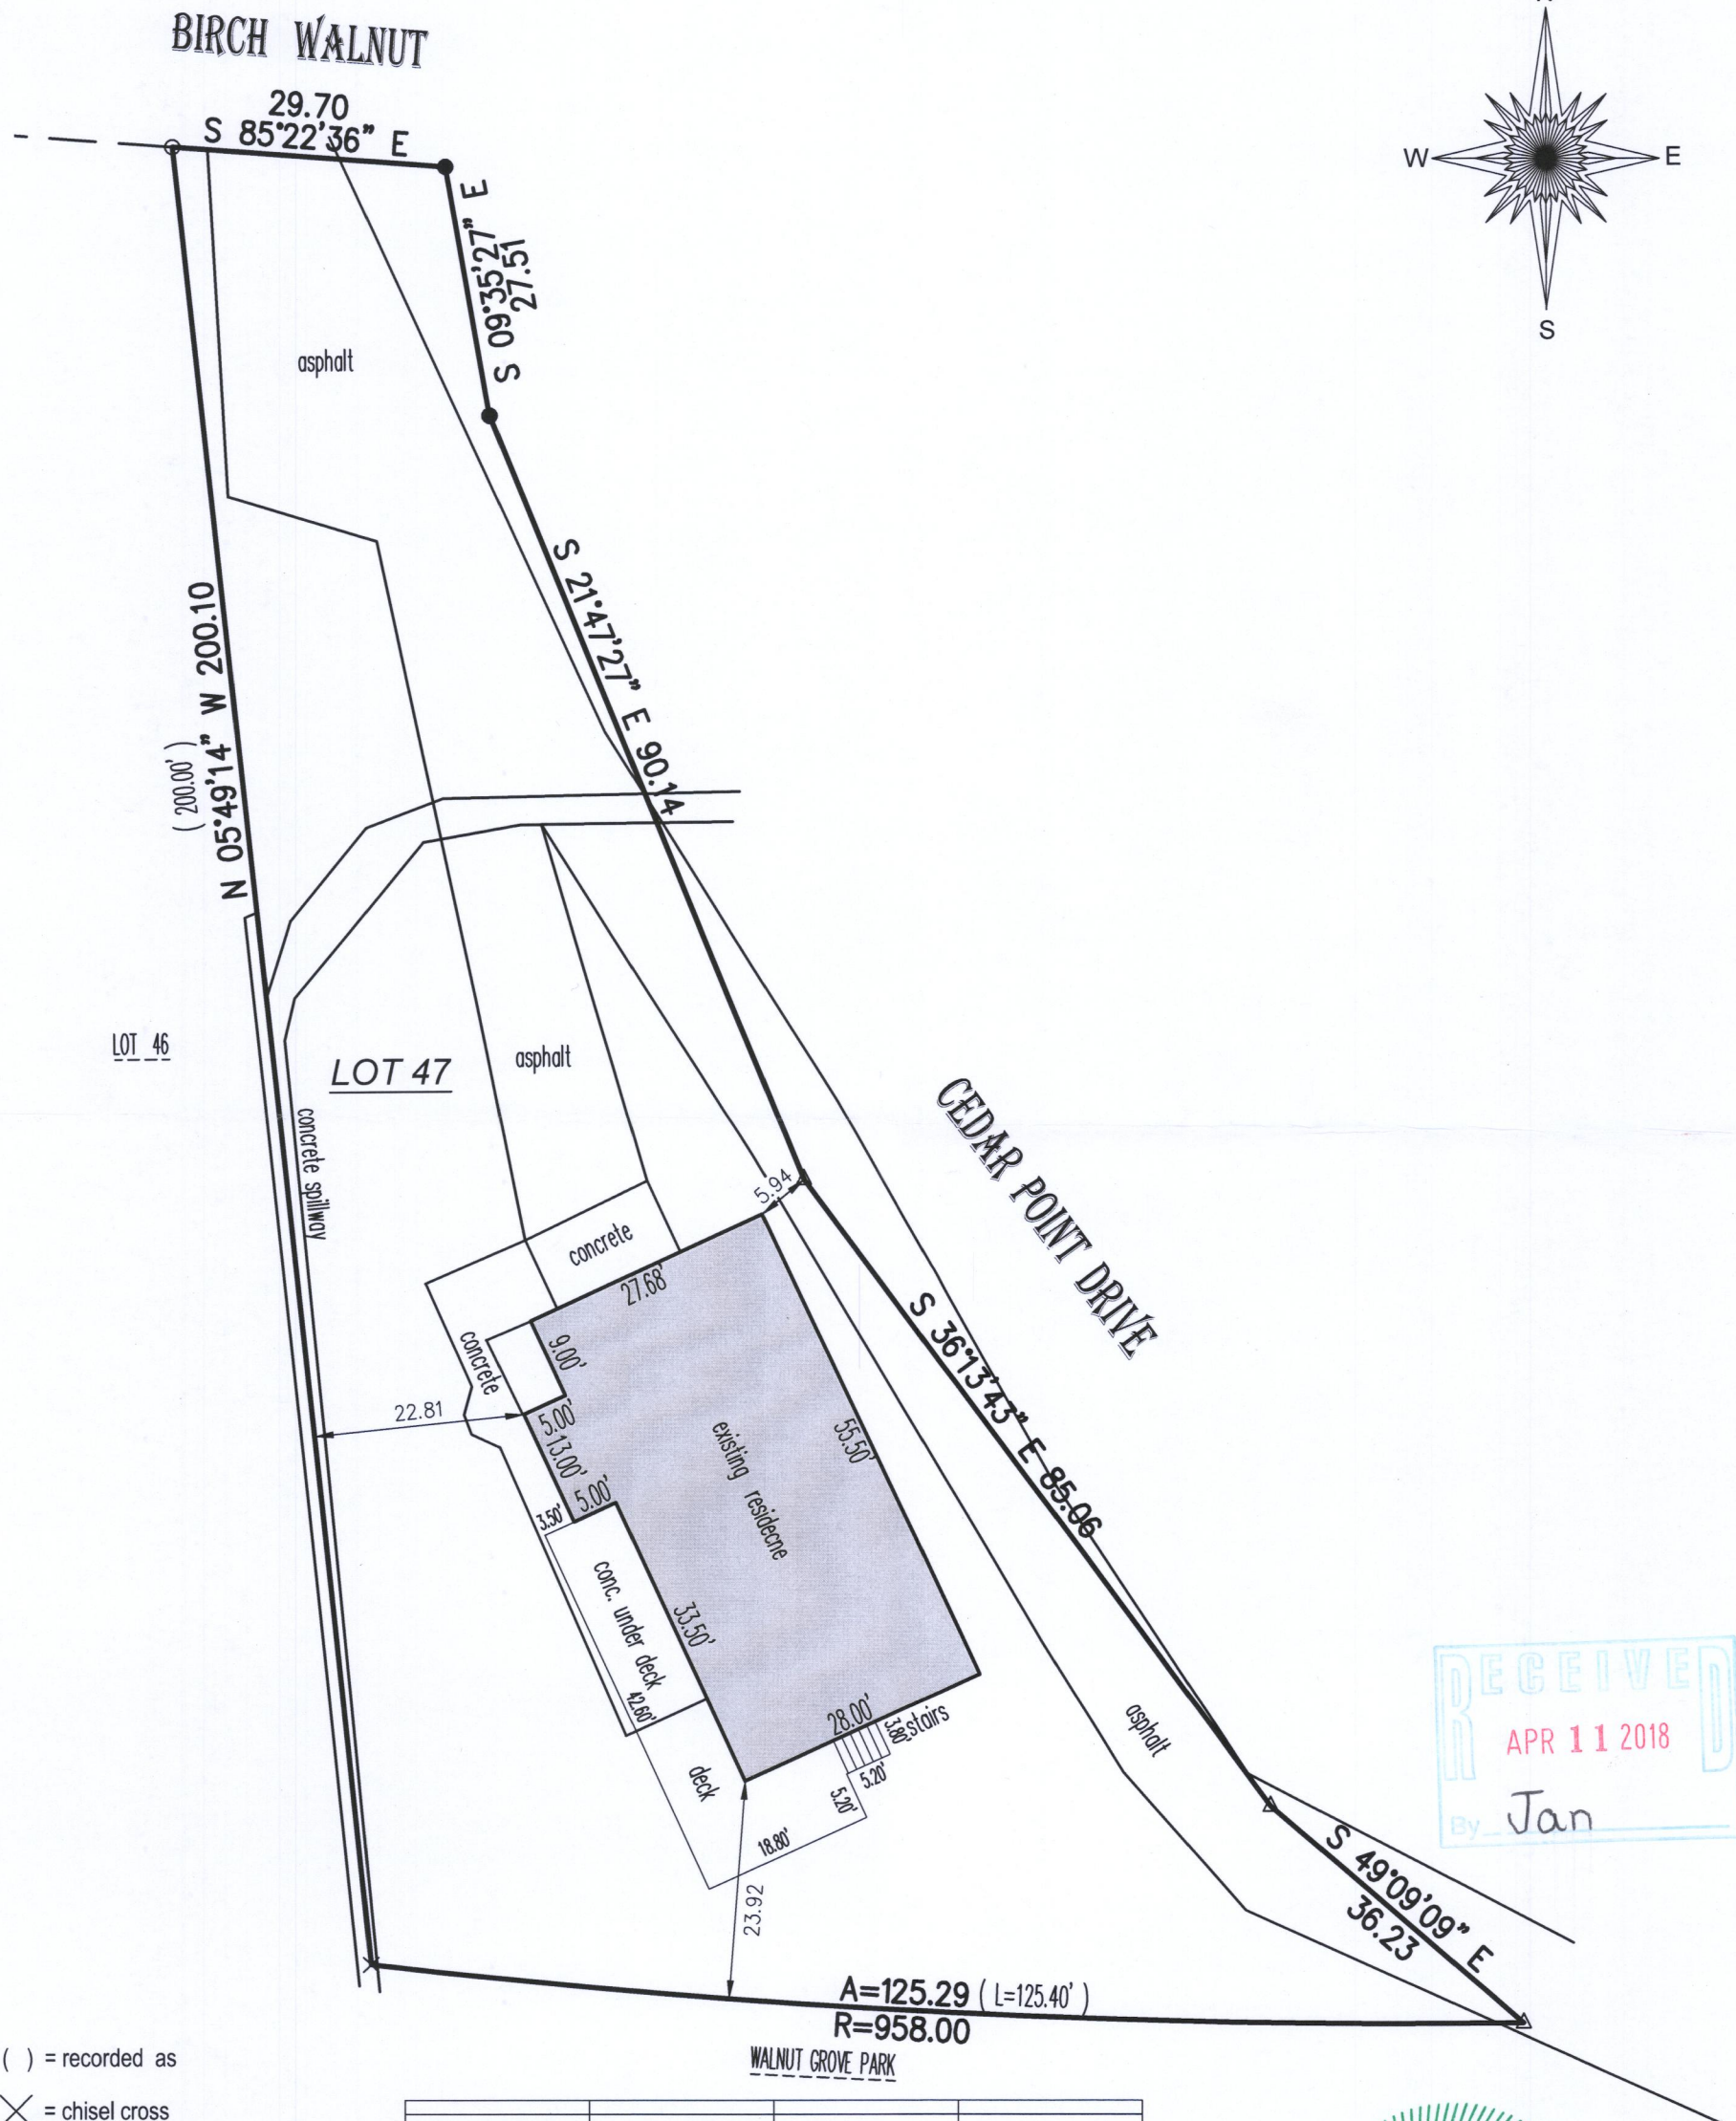 BIRCH WALNUT
29.70
S 85°22'36" E
W
E
S
S 09°35'27" E
27.51
asphalt
S 21°47'27" E 90.14
N 05°49'14" W 200.10
( 200.00' )
LOT 46
LOT 47
asphalt
concrete spillway
CEDAR POINT DRIVE
5.94
concrete
27.68'
concrete
9.00'
22.81
5.00'
13.00'
existing residecne
55.50'
S 36°13'43" E 85.06
5.00'
3.50'
conc. under deck
33.50'
42.60'
28.00'
3.80'
stairs
5.20'
5.20'
deck
18.80'
asphalt
23.92
RECEIVED
APR 11 2018
By Jan
S 49°09'09" E
36.23
A=125.29 ( L=125.40' )
R=958.00
WALNUT GROVE PARK
( ) = recorded as
= chisel cross